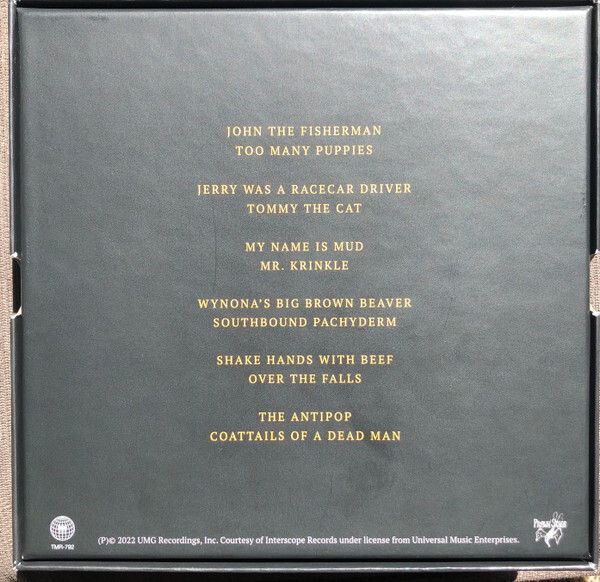 JOHN THE FISHERMAN
TOO MANY PUPPIES
JERRY WAS A RACECAR DRIVER
TOMMY THE CAT
MY NAME IS MUD
MR. KRINKLE
WYNONA'S BIG BROWN BEAVER
SOUTHBOUND PACHYDERM
SHAKE HANDS WITH BEEF
OVER THE FALLS
THE ANTIPOP
COATTAILS OF A DEAD MAN
TMR-792
(P)© 2022 UMG Recordings, Inc. Courtesy of Interscope Records under license from Universal Music Enterprises.
PRAWN SONG